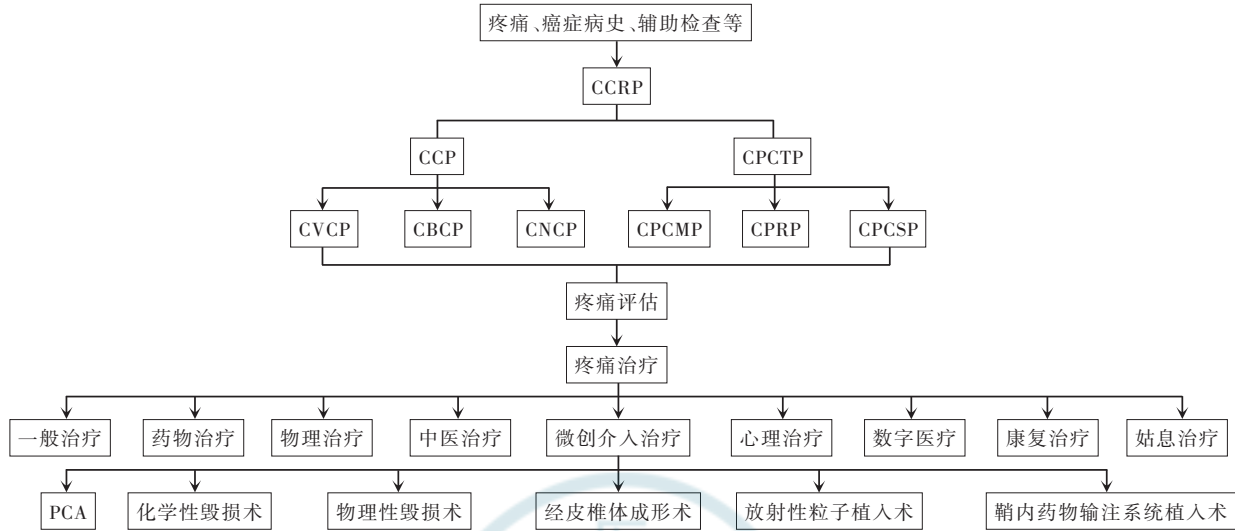 疼痛、癌症病史、辅助检查等
CCRP
CCP
CPCTP
CVCP
CBCP
CNCP
CPCMP
CPRP
CPCSP
疼痛评估
疼痛治疗
一般治疗
药物治疗
物理治疗
中医治疗
微创介入治疗
心理治疗
数字医疗
康复治疗
姑息治疗
PCA
化学性毁损术
物理性毁损术
经皮椎体成形术
放射性粒子植入术
鞘内药物输注系统植入术